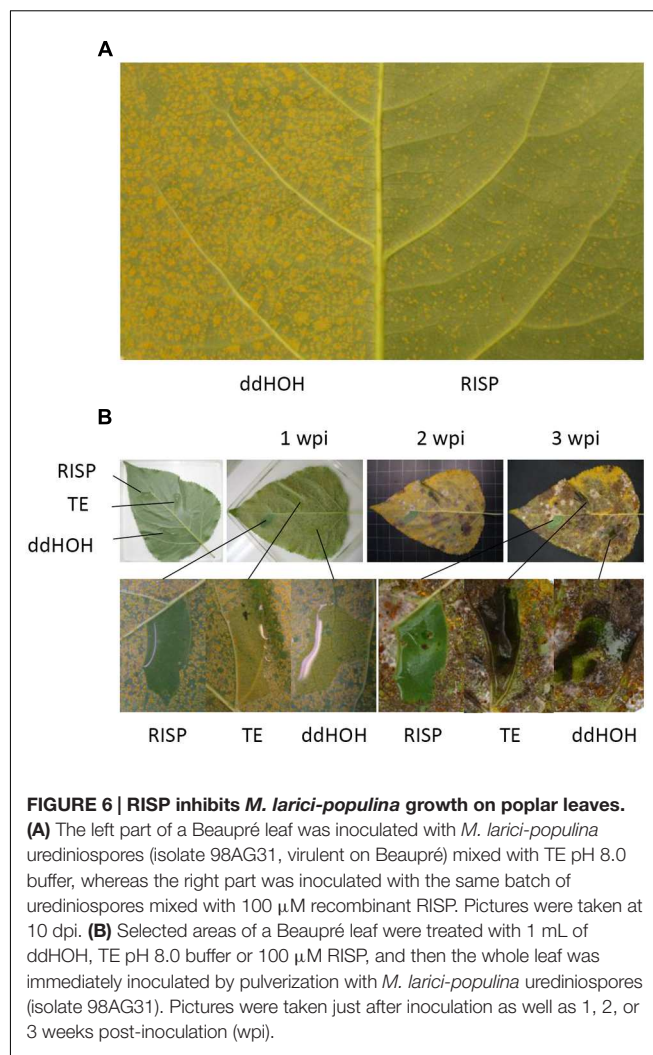 A
ddHOH RISP
B
1 wpi 2 wpi 3 wpi
RISP
TE
ddHOH
RISP TE ddHOH RISP TE ddHOH
FIGURE 6 | RISP inhibits M. larici-populina growth on poplar leaves.
(A) The left part of a Beaupré leaf was inoculated with M. larici-populina
urediniospores (isolate 98AG31, virulent on Beaupré) mixed with TE pH 8.0
buffer, whereas the right part was inoculated with the same batch of
urediniospores mixed with 100 μM recombinant RISP. Pictures were taken at
10 dpi. (B) Selected areas of a Beaupré leaf were treated with 1 mL of
ddHOH, TE pH 8.0 buffer or 100 μM RISP, and then the whole leaf was
immediately inoculated by pulverization with M. larici-populina urediniospores
(isolate 98AG31). Pictures were taken just after inoculation as well as 1, 2, or
3 weeks post-inoculation (wpi).